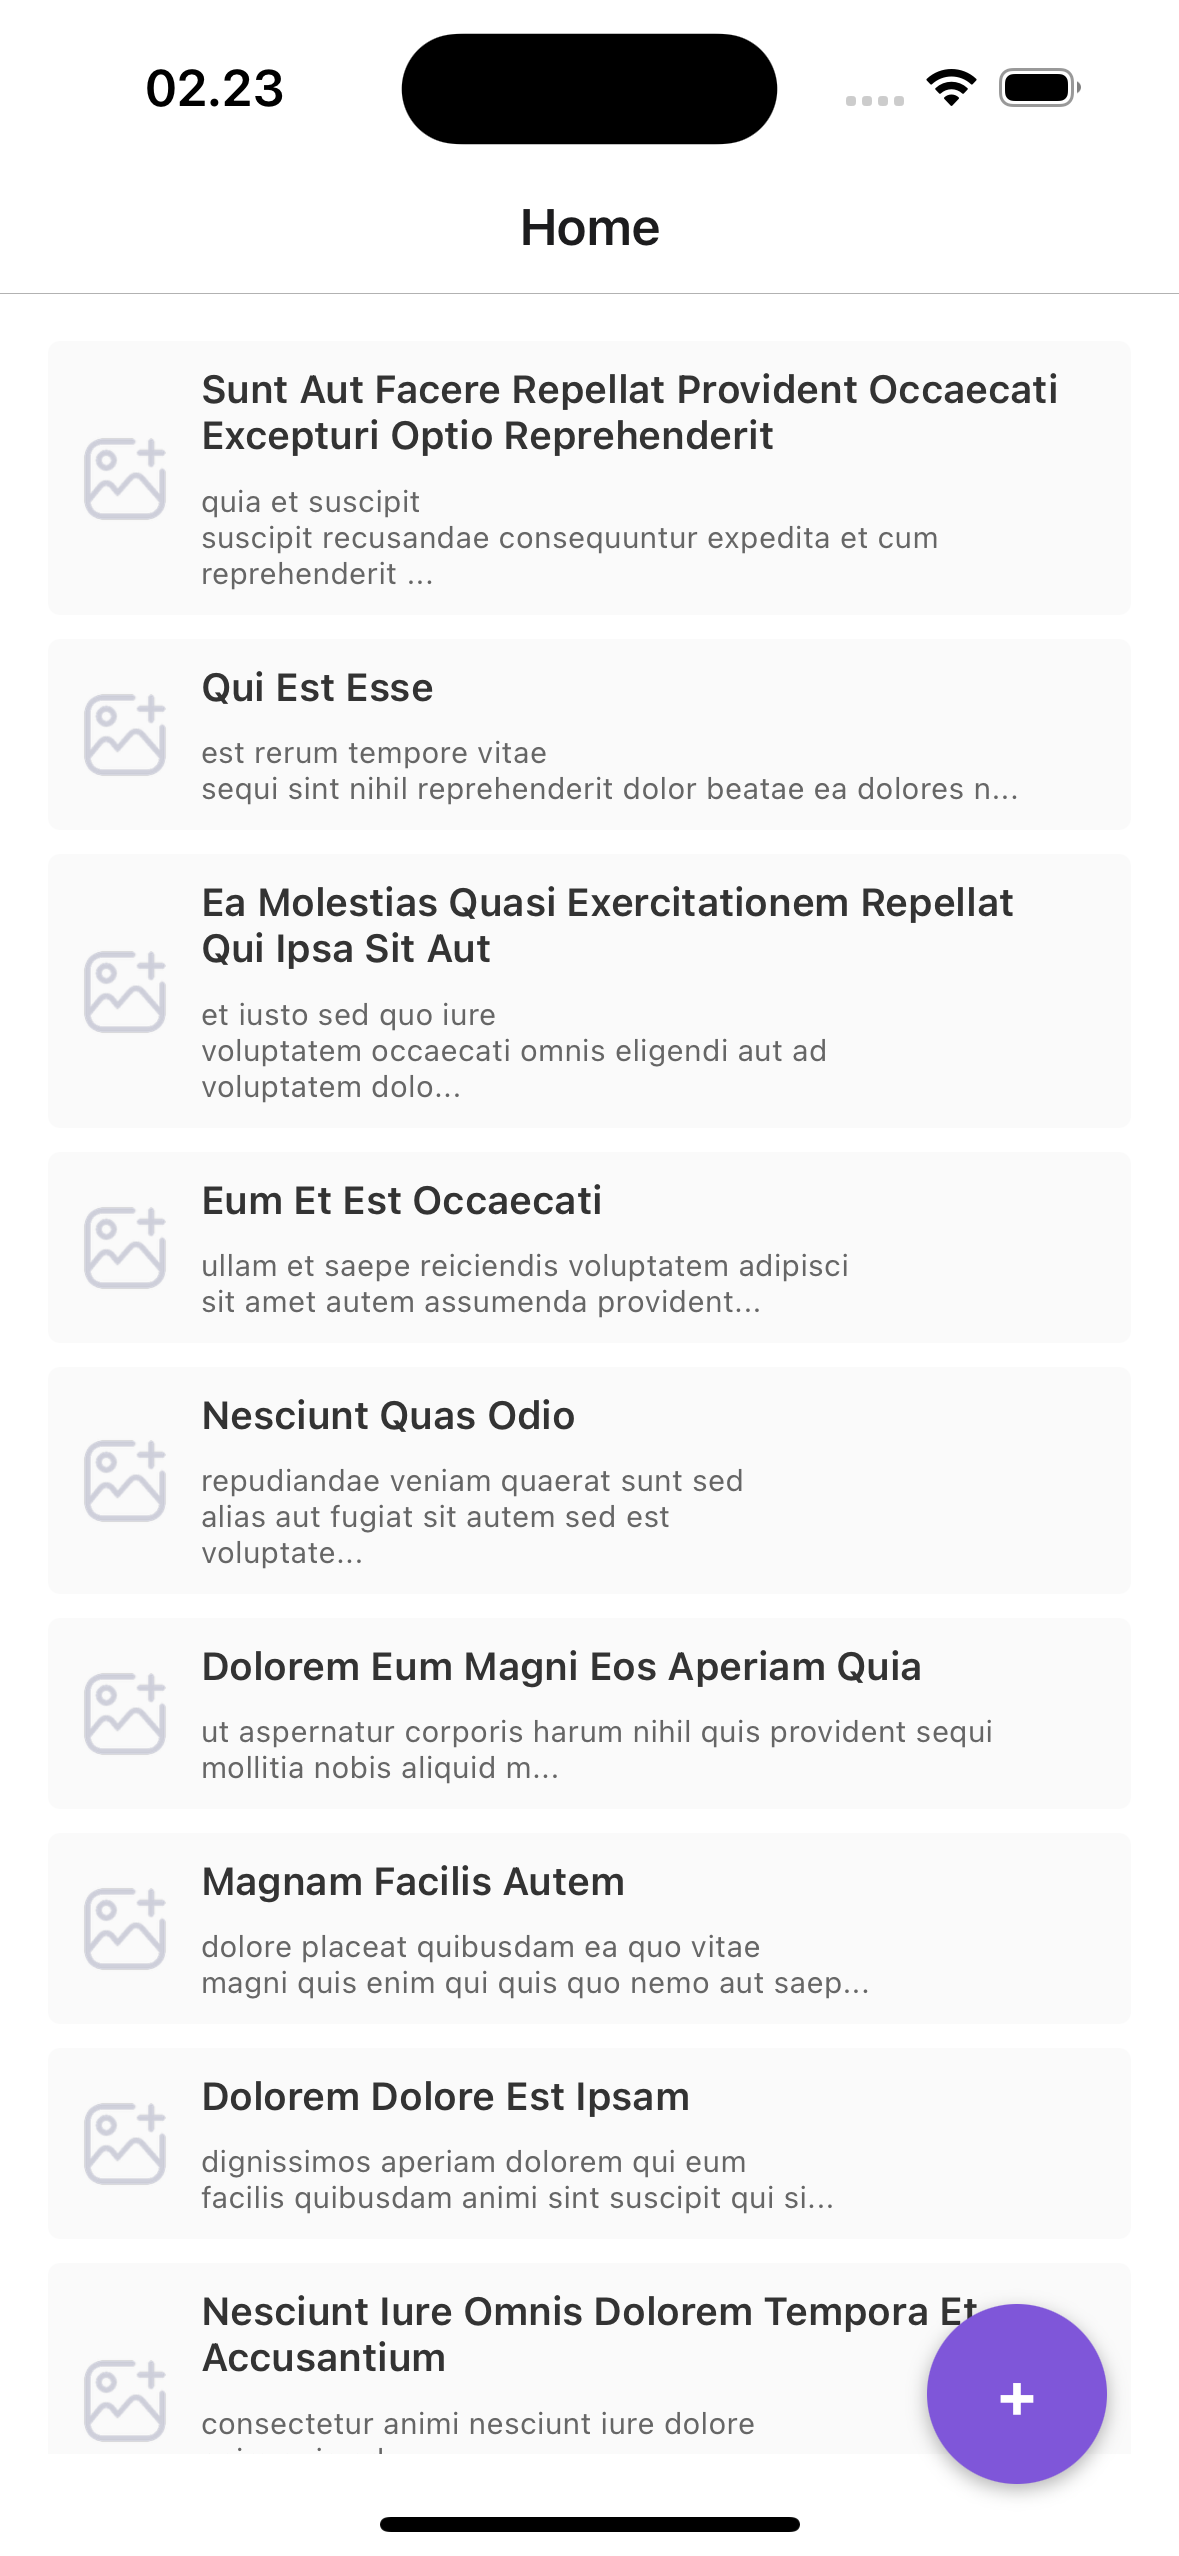 02.23
Home
Sunt Aut Facere Repellat Provident Occaecati
Excepturi Optio Reprehenderit
quia et suscipit
suscipit recusandae consequuntur expedita et cum
reprehenderit ...
Qui Est Esse
est rerum tempore vitae
sequi sint nihil reprehenderit dolor beatae ea dolores n...
Ea Molestias Quasi Exercitationem Repellat
Qui Ipsa Sit Aut
et iusto sed quo iure
voluptatem occaecati omnis eligendi aut ad
voluptatem dolo...
Eum Et Est Occaecati
ullam et saepe reiciendis voluptatem adipisci
sit amet autem assumenda provident...
Nesciunt Quas Odio
repudiandae veniam quaerat sunt sed
alias aut fugiat sit autem sed est
voluptate...
Dolorem Eum Magni Eos Aperiam Quia
ut aspernatur corporis harum nihil quis provident sequi
mollitia nobis aliquid m...
Magnam Facilis Autem
dolore placeat quibusdam ea quo vitae
magni quis enim qui quis quo nemo aut saep...
Dolorem Dolore Est Ipsam
dignissimos aperiam dolorem qui eum
facilis quibusdam animi sint suscipit qui si...
Nesciunt Iure Omnis Dolorem Tempora Et
Accusantium
consectetur animi nesciunt iure dolore
+